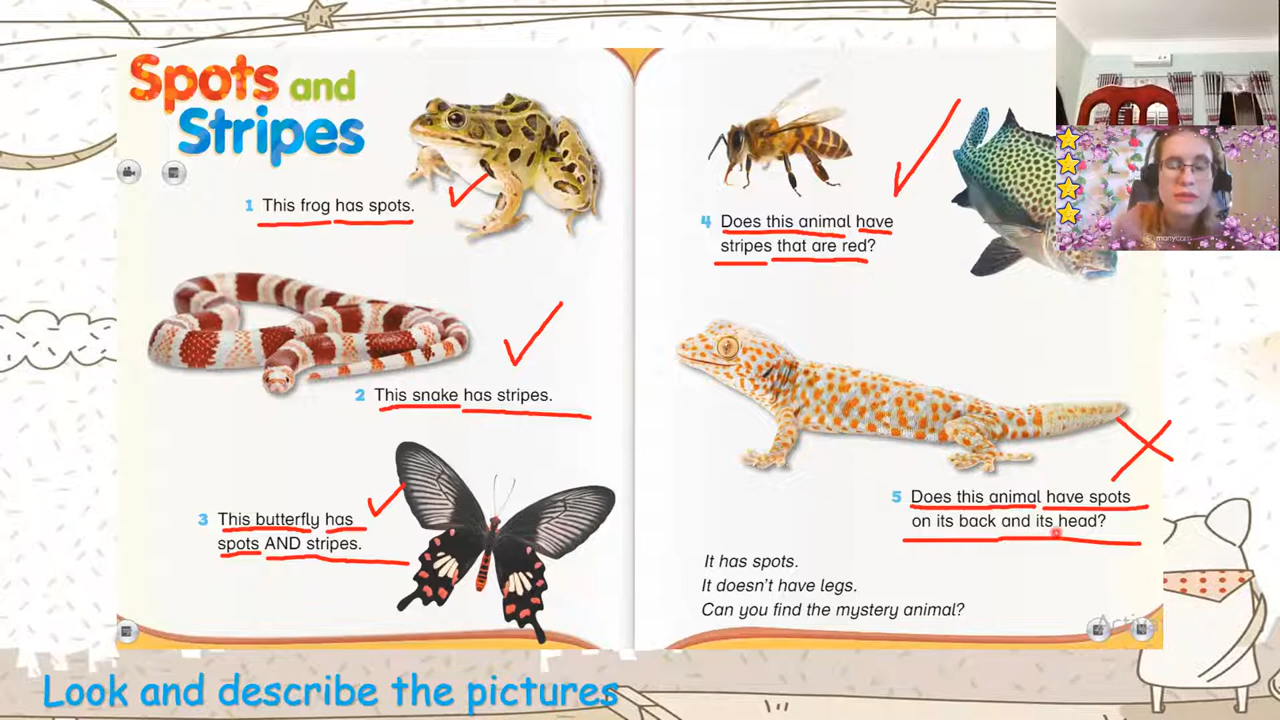 Spots and
Stripes
1 This frog has spots.
2 This snake has stripes.
3 This butterfly has
spots AND stripes.
4 Does this animal have
stripes that are red?
5 Does this animal have spots
on its back and its head?
It has spots.
It doesn't have legs.
Can you find the mystery animal?
Look and describe the pictures
manycam